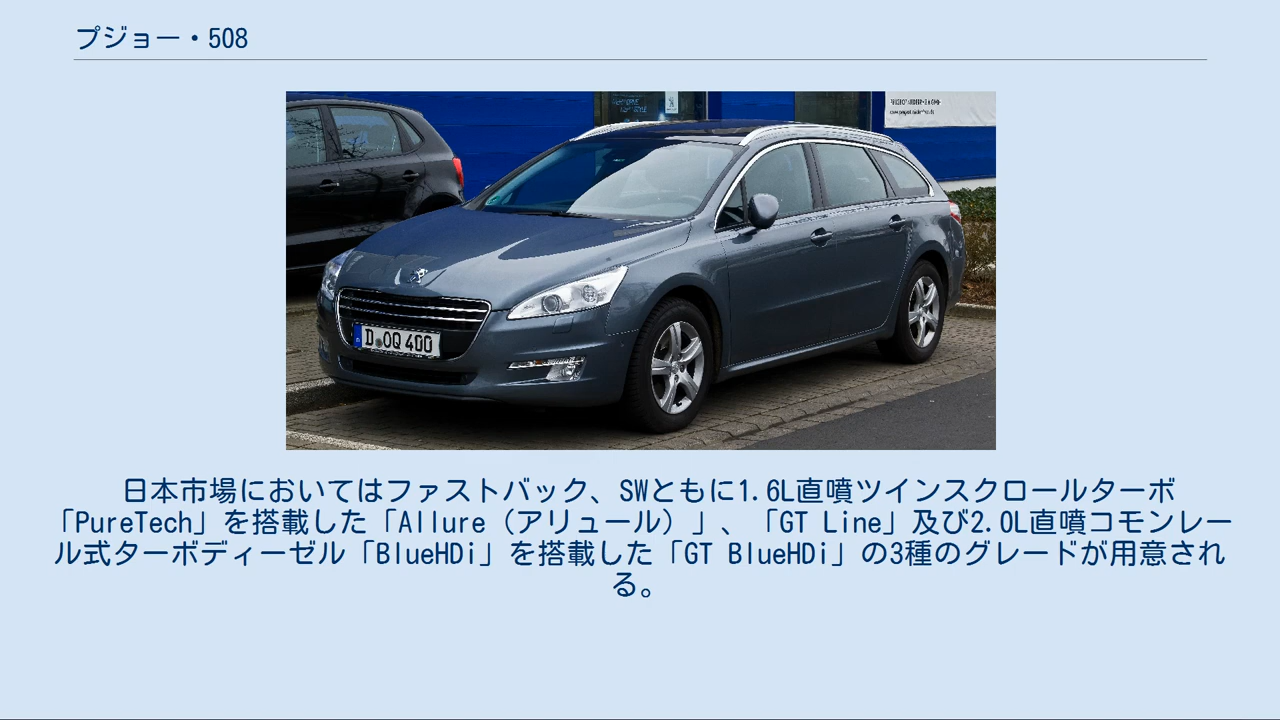 プジョー・508
D OQ 400
日本市場においてはファストバック、SWともに1.6L直噴ツインスクロールターボ
「PureTech」を搭載した「Allure（アリュール）」、「GT Line」及び2.0L直噴コモンレー
ル式ターボディーゼル「BlueHDi」を搭載した「GT BlueHDi」の3種のグレードが用意され
る。